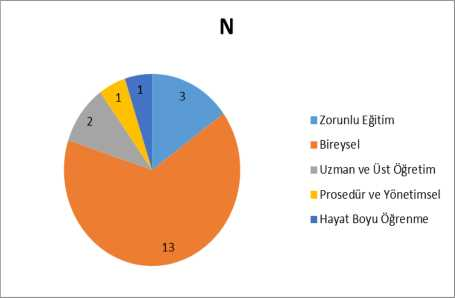 N
1
1
3
2
13
Zorunlu Eğitim
Bireysel
Uzman ve Üst Öğretim
Prosedür ve Yönetimsel
Hayat Boyu Öğrenme